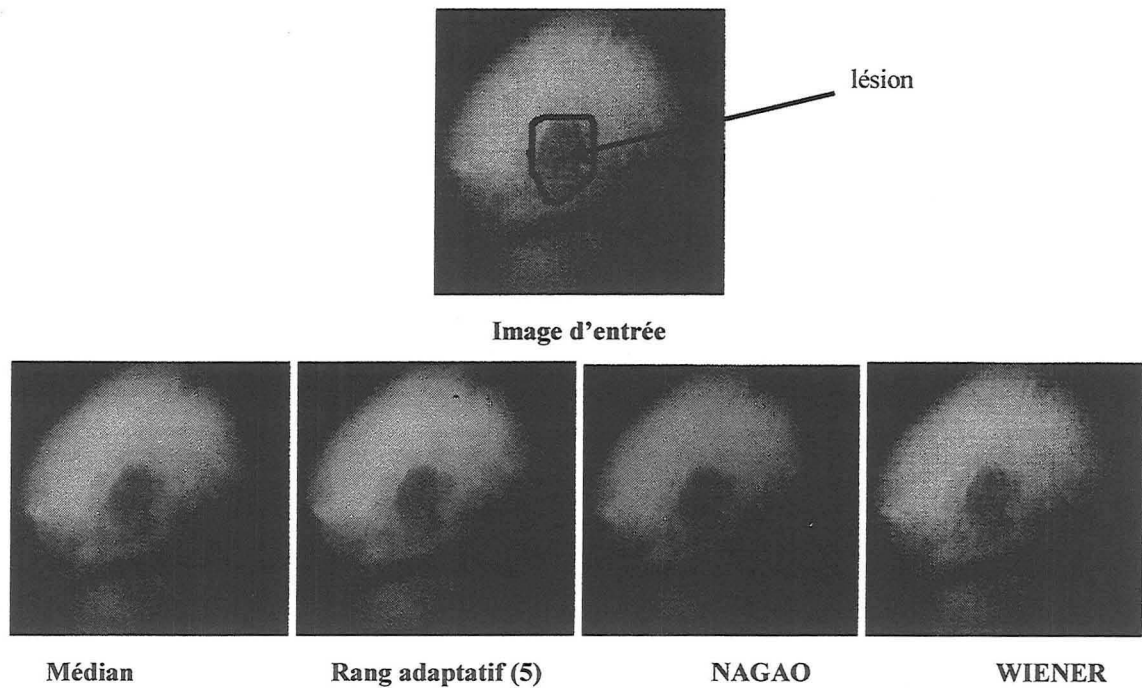 lésion
Image d'entrée
Médian Rang adaptatif (5) NAGAO WIENER